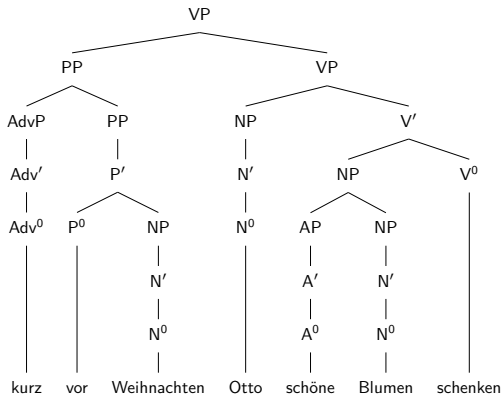 VP
PP VP
AdvP PP NP V′
Adv′ P′ N′ NP V⁰
Adv⁰ P⁰ NP N⁰ AP NP
N′ A′ N′
N⁰ A⁰ N⁰
kurz vor Weihnachten Otto schöne Blumen schenken